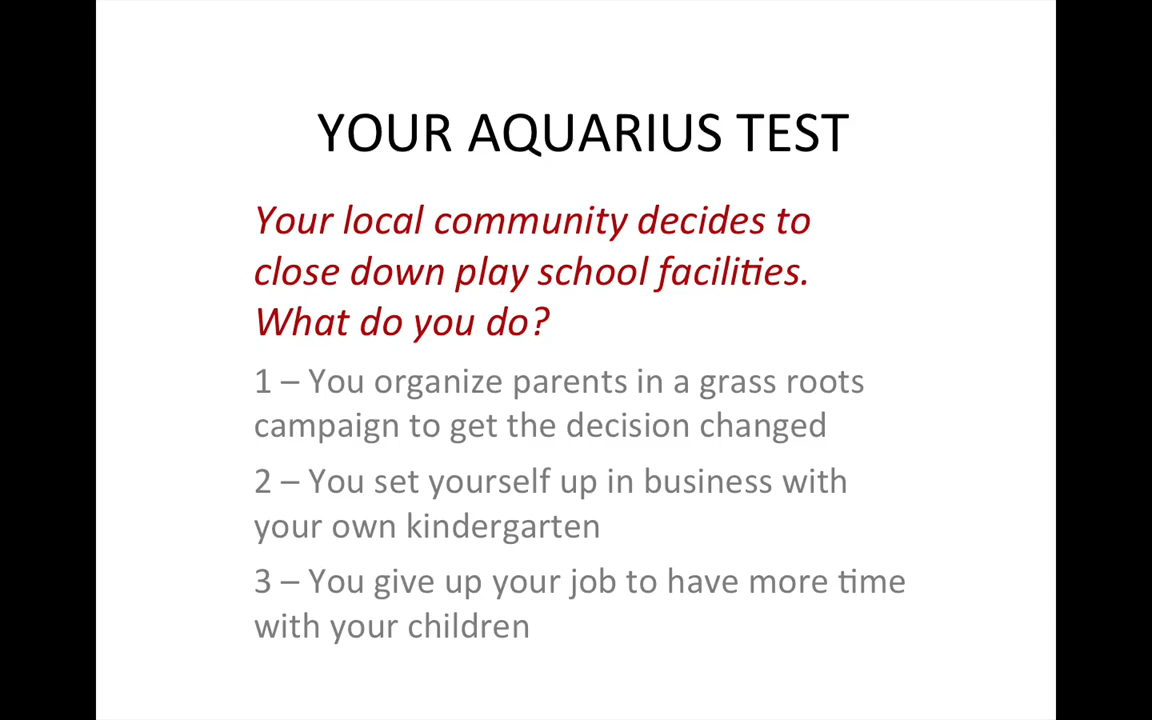 YOUR AQUARIUS TEST
Your local community decides to
close down play school facilities.
What do you do?
1 – You organize parents in a grass roots
campaign to get the decision changed
2 – You set yourself up in business with
your own kindergarten
3 – You give up your job to have more time
with your children